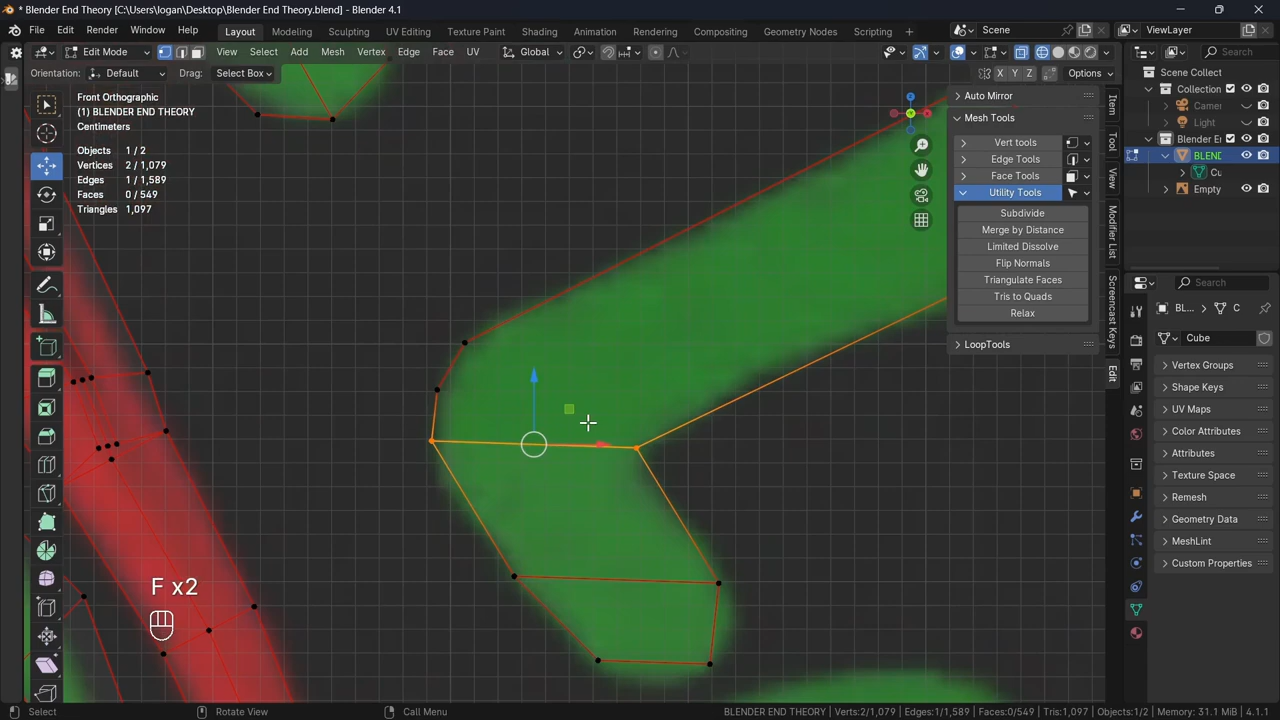 * Blender End Theory [C:\Users\logan\Desktop\Blender End Theory.blend] - Blender 4.1
File Edit Render Window Help Layout Modeling Sculpting UV Editing Texture Paint Shading Animation Rendering Compositing Geometry Nodes Scripting + Scene ViewLayer
Edit Mode View Select Add Mesh Vertex Edge Face UV Global Search
Orientation: Default Drag: Select Box X Y Z Options
Scene Collect
Collection
Camer
Light
Blender Er
BLEND
Cu
Empty
Front Orthographic
(1) BLENDER END THEORY
Centimeters
Objects 1 / 2
Vertices 2 / 1,079
Edges 1 / 1,589
Faces 0 / 549
Triangles 1,097
Auto Mirror
Mesh Tools
Vert tools
Edge Tools
Face Tools
Utility Tools
Subdivide
Merge by Distance
Limited Dissolve
Flip Normals
Triangulate Faces
Tris to Quads
Relax
LoopTools
Item
Tool
View
Modifier List
Screencast Keys
Edit
Search
BL... C
Cube
Vertex Groups
Shape Keys
UV Maps
Color Attributes
Attributes
Texture Space
Remesh
Geometry Data
MeshLint
Custom Properties
F x2
Select Rotate View Call Menu BLENDER END THEORY | Verts:2/1,079 | Edges:1/1,589 | Faces:0/549 | Tris:1,097 | Objects:1/2 | Memory: 31.1 MiB | 4.1.1